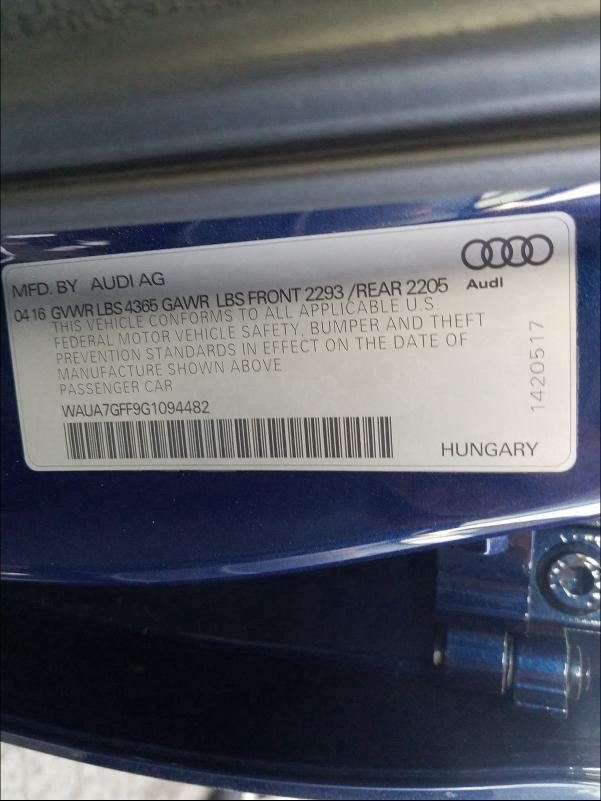 MFD. BY AUDI AG
Audi
04 16 GVWR LBS 4365 GAWR LBS FRONT 2293 /REAR 2205
THIS VEHICLE CONFORMS TO ALL APPLICABLE U.S.
FEDERAL MOTOR VEHICLE SAFETY, BUMPER AND THEFT
PREVENTION STANDARDS IN EFFECT ON THE DATE OF
MANUFACTURE SHOWN ABOVE
PASSENGER CAR
WAUA7GFF9G1094482
1420517
HUNGARY